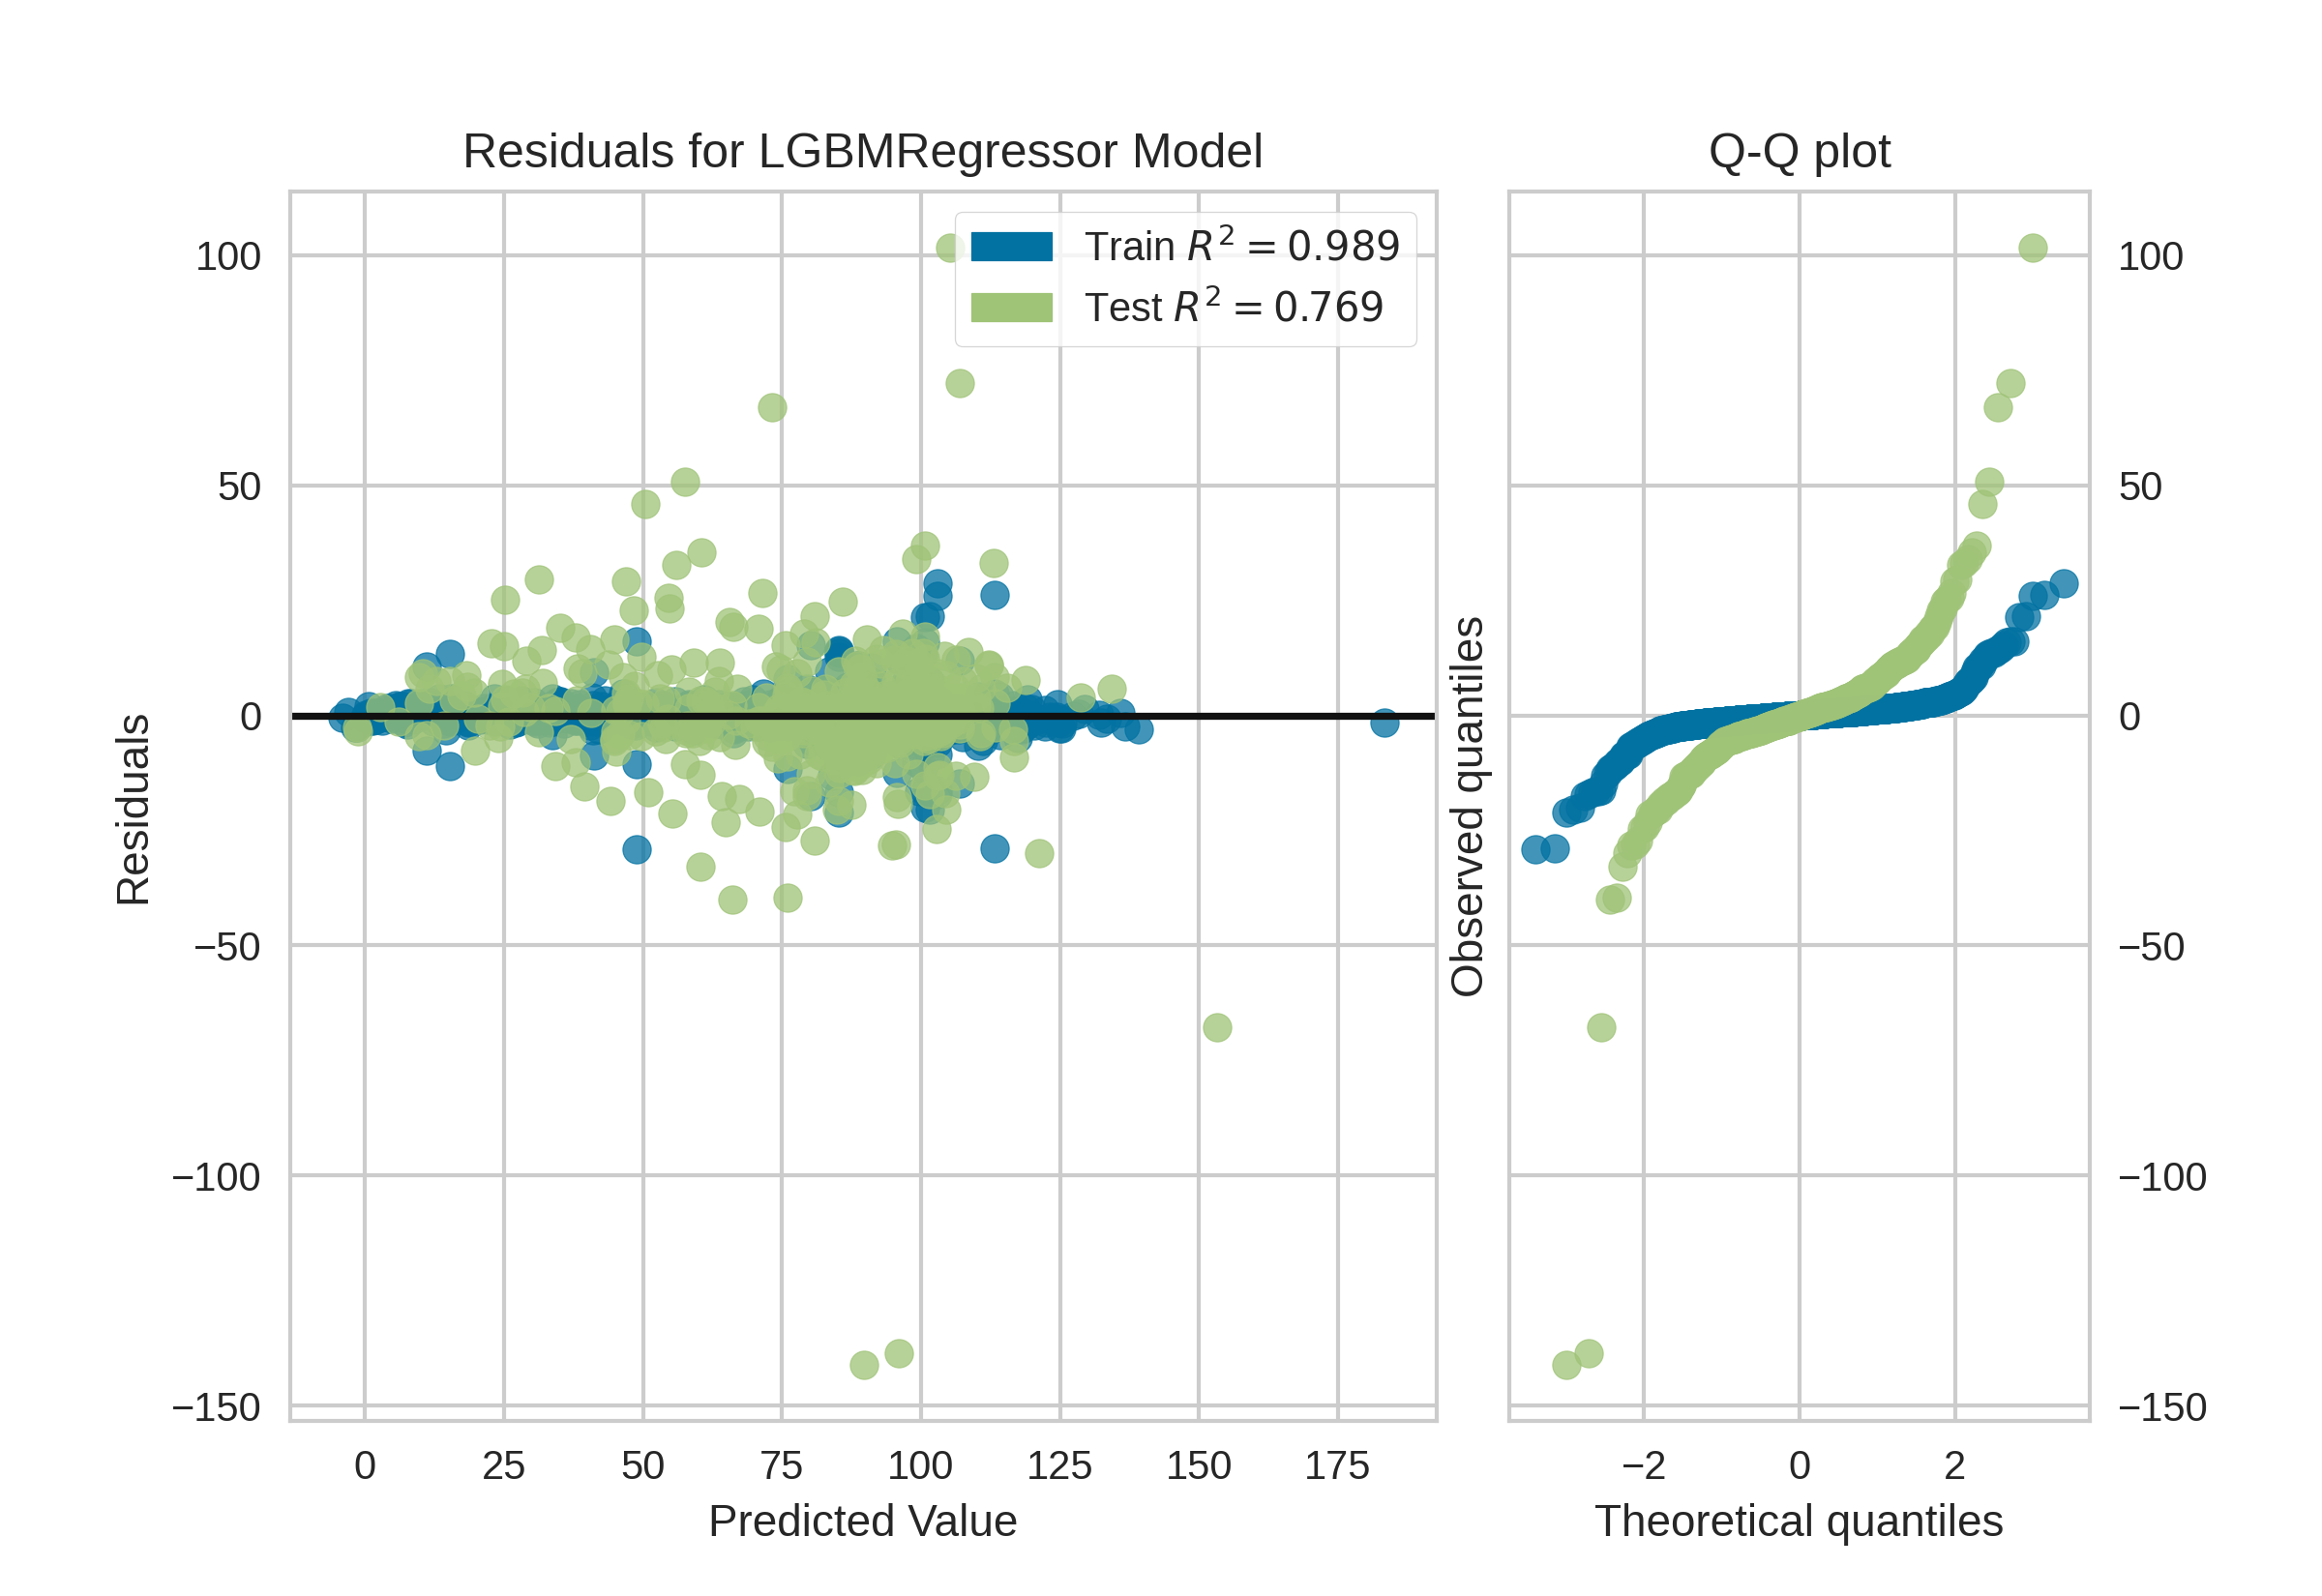 Residuals for LGBMRegressor Model
Train R² = 0.989
Test R² = 0.769
100
50
0
−50
−100
−150
Residuals
0 25 50 75 100 125 150 175
Predicted Value
Q-Q plot
Observed quantiles
100
50
0
−50
−100
−150
−2 0 2
Theoretical quantiles